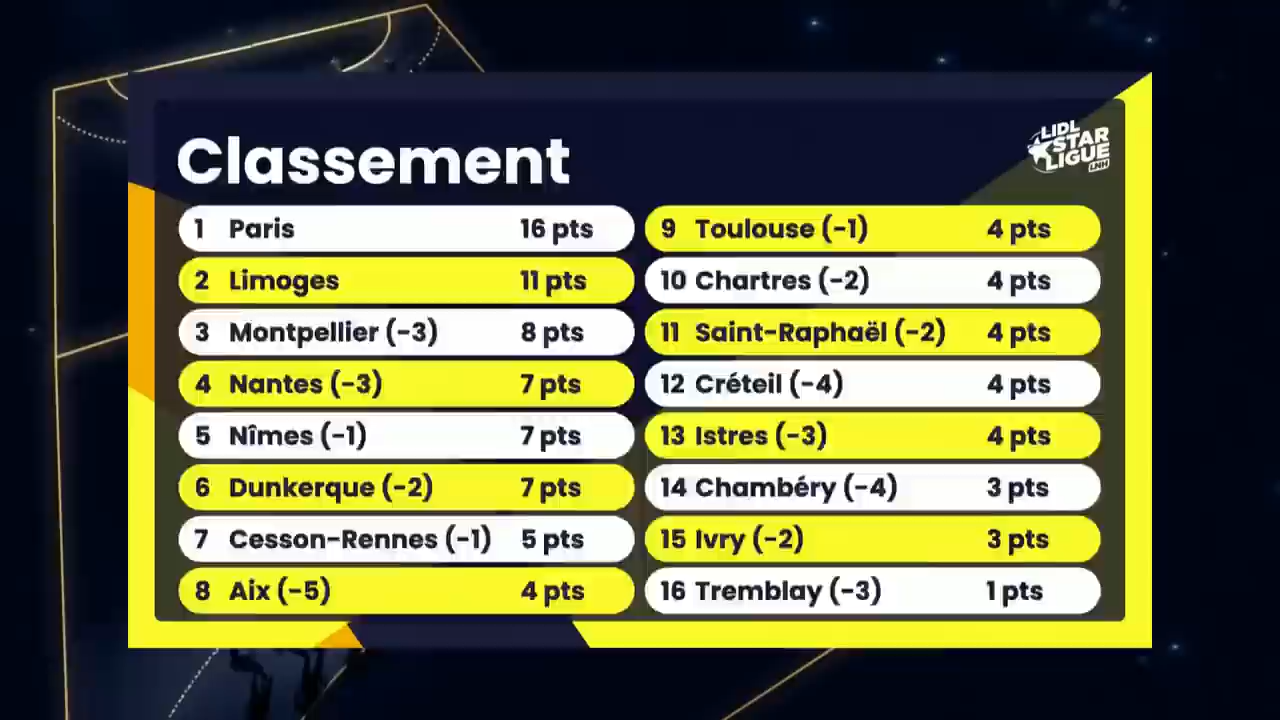 Classement
LIDL
STAR
LIGUE
LNH
1 Paris 16 pts
2 Limoges 11 pts
3 Montpellier (-3) 8 pts
4 Nantes (-3) 7 pts
5 Nîmes (-1) 7 pts
6 Dunkerque (-2) 7 pts
7 Cesson-Rennes (-1) 5 pts
8 Aix (-5) 4 pts
9 Toulouse (-1) 4 pts
10 Chartres (-2) 4 pts
11 Saint-Raphaël (-2) 4 pts
12 Créteil (-4) 4 pts
13 Istres (-3) 4 pts
14 Chambéry (-4) 3 pts
15 Ivry (-2) 3 pts
16 Tremblay (-3) 1 pts